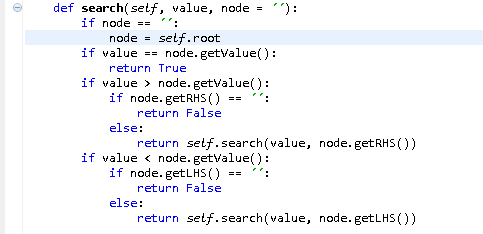 def search(self, value, node = ''):
    if node == '':
        node = self.root
    if value == node.getValue():
        return True
    if value > node.getValue():
        if node.getRHS() == '':
            return False
        else:
            return self.search(value, node.getRHS())
    if value < node.getValue():
        if node.getLHS() == '':
            return False
        else:
            return self.search(value, node.getLHS())